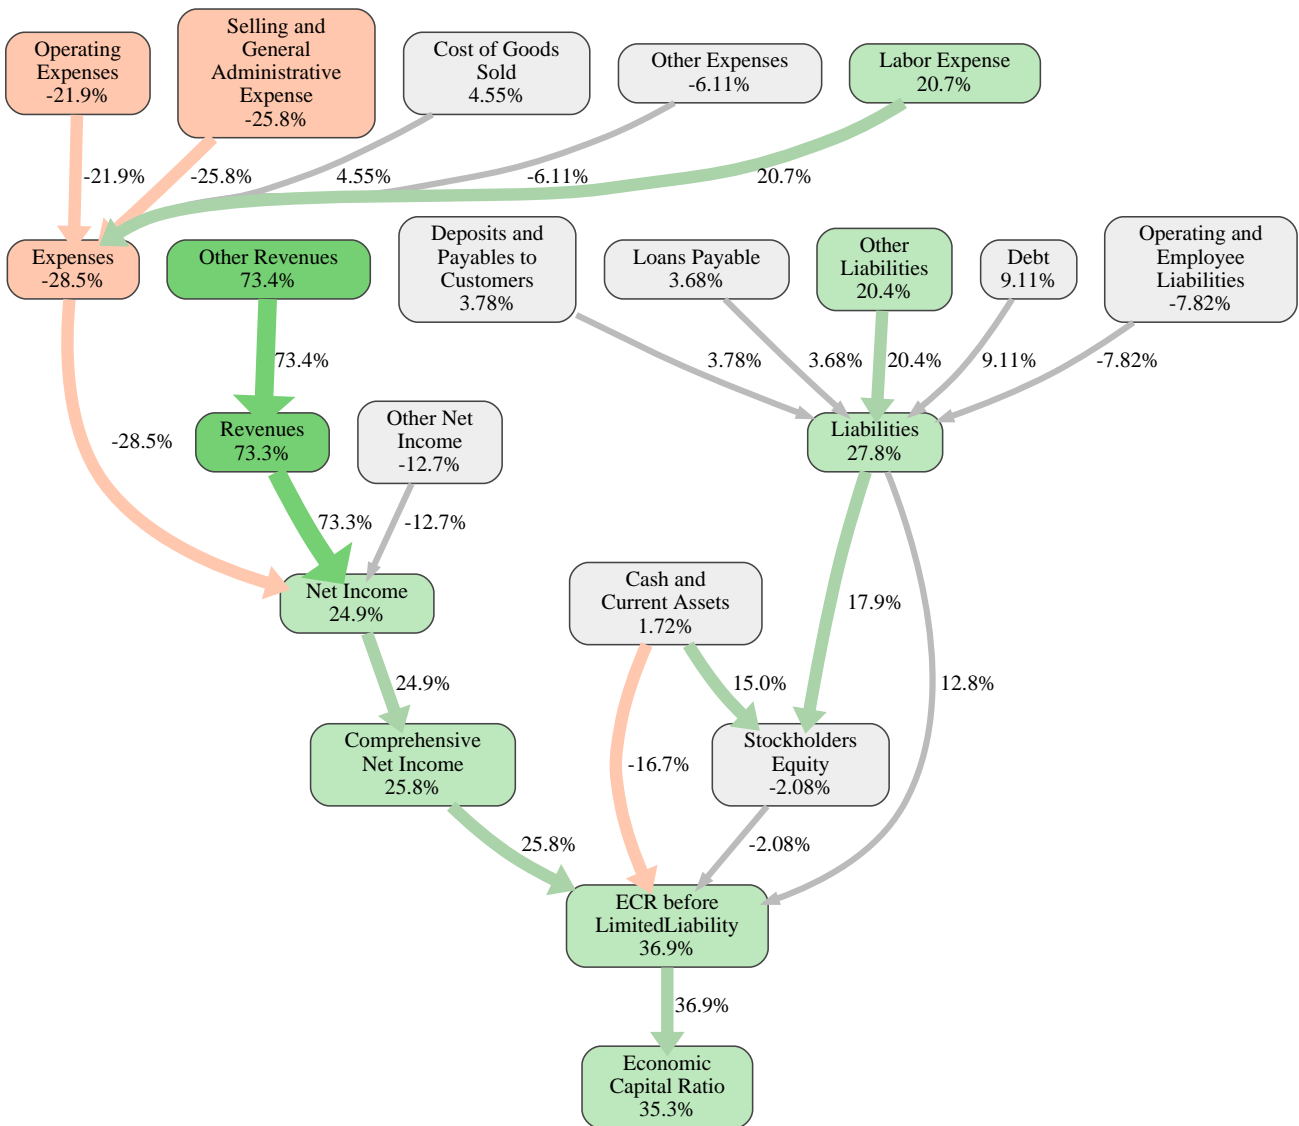 Operating
Expenses
-21.9%
Selling and
General
Administrative
Expense
-25.8%
Cost of Goods
Sold
4.55%
Other Expenses
-6.11%
Labor Expense
20.7%
-21.9%
-25.8%
4.55%
-6.11%
20.7%
Expenses
-28.5%
Other Revenues
73.4%
Deposits and
Payables to
Customers
3.78%
Loans Payable
3.68%
Other
Liabilities
20.4%
Debt
9.11%
Operating and
Employee
Liabilities
-7.82%
73.4%
3.78%
3.68%
20.4%
9.11%
-7.82%
-28.5%
Revenues
73.3%
Other Net
Income
-12.7%
Liabilities
27.8%
73.3%
-12.7%
Net Income
24.9%
Cash and
Current Assets
1.72%
17.9%
24.9%
15.0%
12.8%
Comprehensive
Net Income
25.8%
-16.7%
Stockholders
Equity
-2.08%
25.8%
-2.08%
ECR before
LimitedLiability
36.9%
36.9%
Economic
Capital Ratio
35.3%